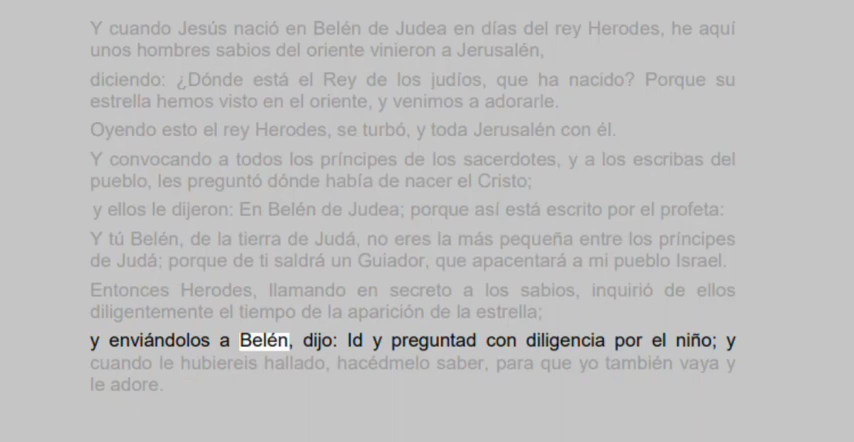 Y cuando Jesús nació en Belén de Judea en días del rey Herodes, he aquí
unos hombres sabios del oriente vinieron a Jerusalén,
diciendo: ¿Dónde está el Rey de los judíos, que ha nacido? Porque su
estrella hemos visto en el oriente, y venimos a adorarle.
Oyendo esto el rey Herodes, se turbó, y toda Jerusalén con él.
Y convocando a todos los príncipes de los sacerdotes, y a los escribas del
pueblo, les preguntó dónde había de nacer el Cristo;
y ellos le dijeron: En Belén de Judea; porque así está escrito por el profeta:
Y tú Belén, de la tierra de Judá, no eres la más pequeña entre los príncipes
de Judá; porque de ti saldrá un Guiador, que apacentará a mi pueblo Israel.
Entonces Herodes, llamando en secreto a los sabios, inquirió de ellos
diligentemente el tiempo de la aparición de la estrella;
y enviándolos a Belén, dijo: Id y preguntad con diligencia por el niño; y
cuando le hubiereis hallado, hacédmelo saber, para que yo también vaya y
le adore.